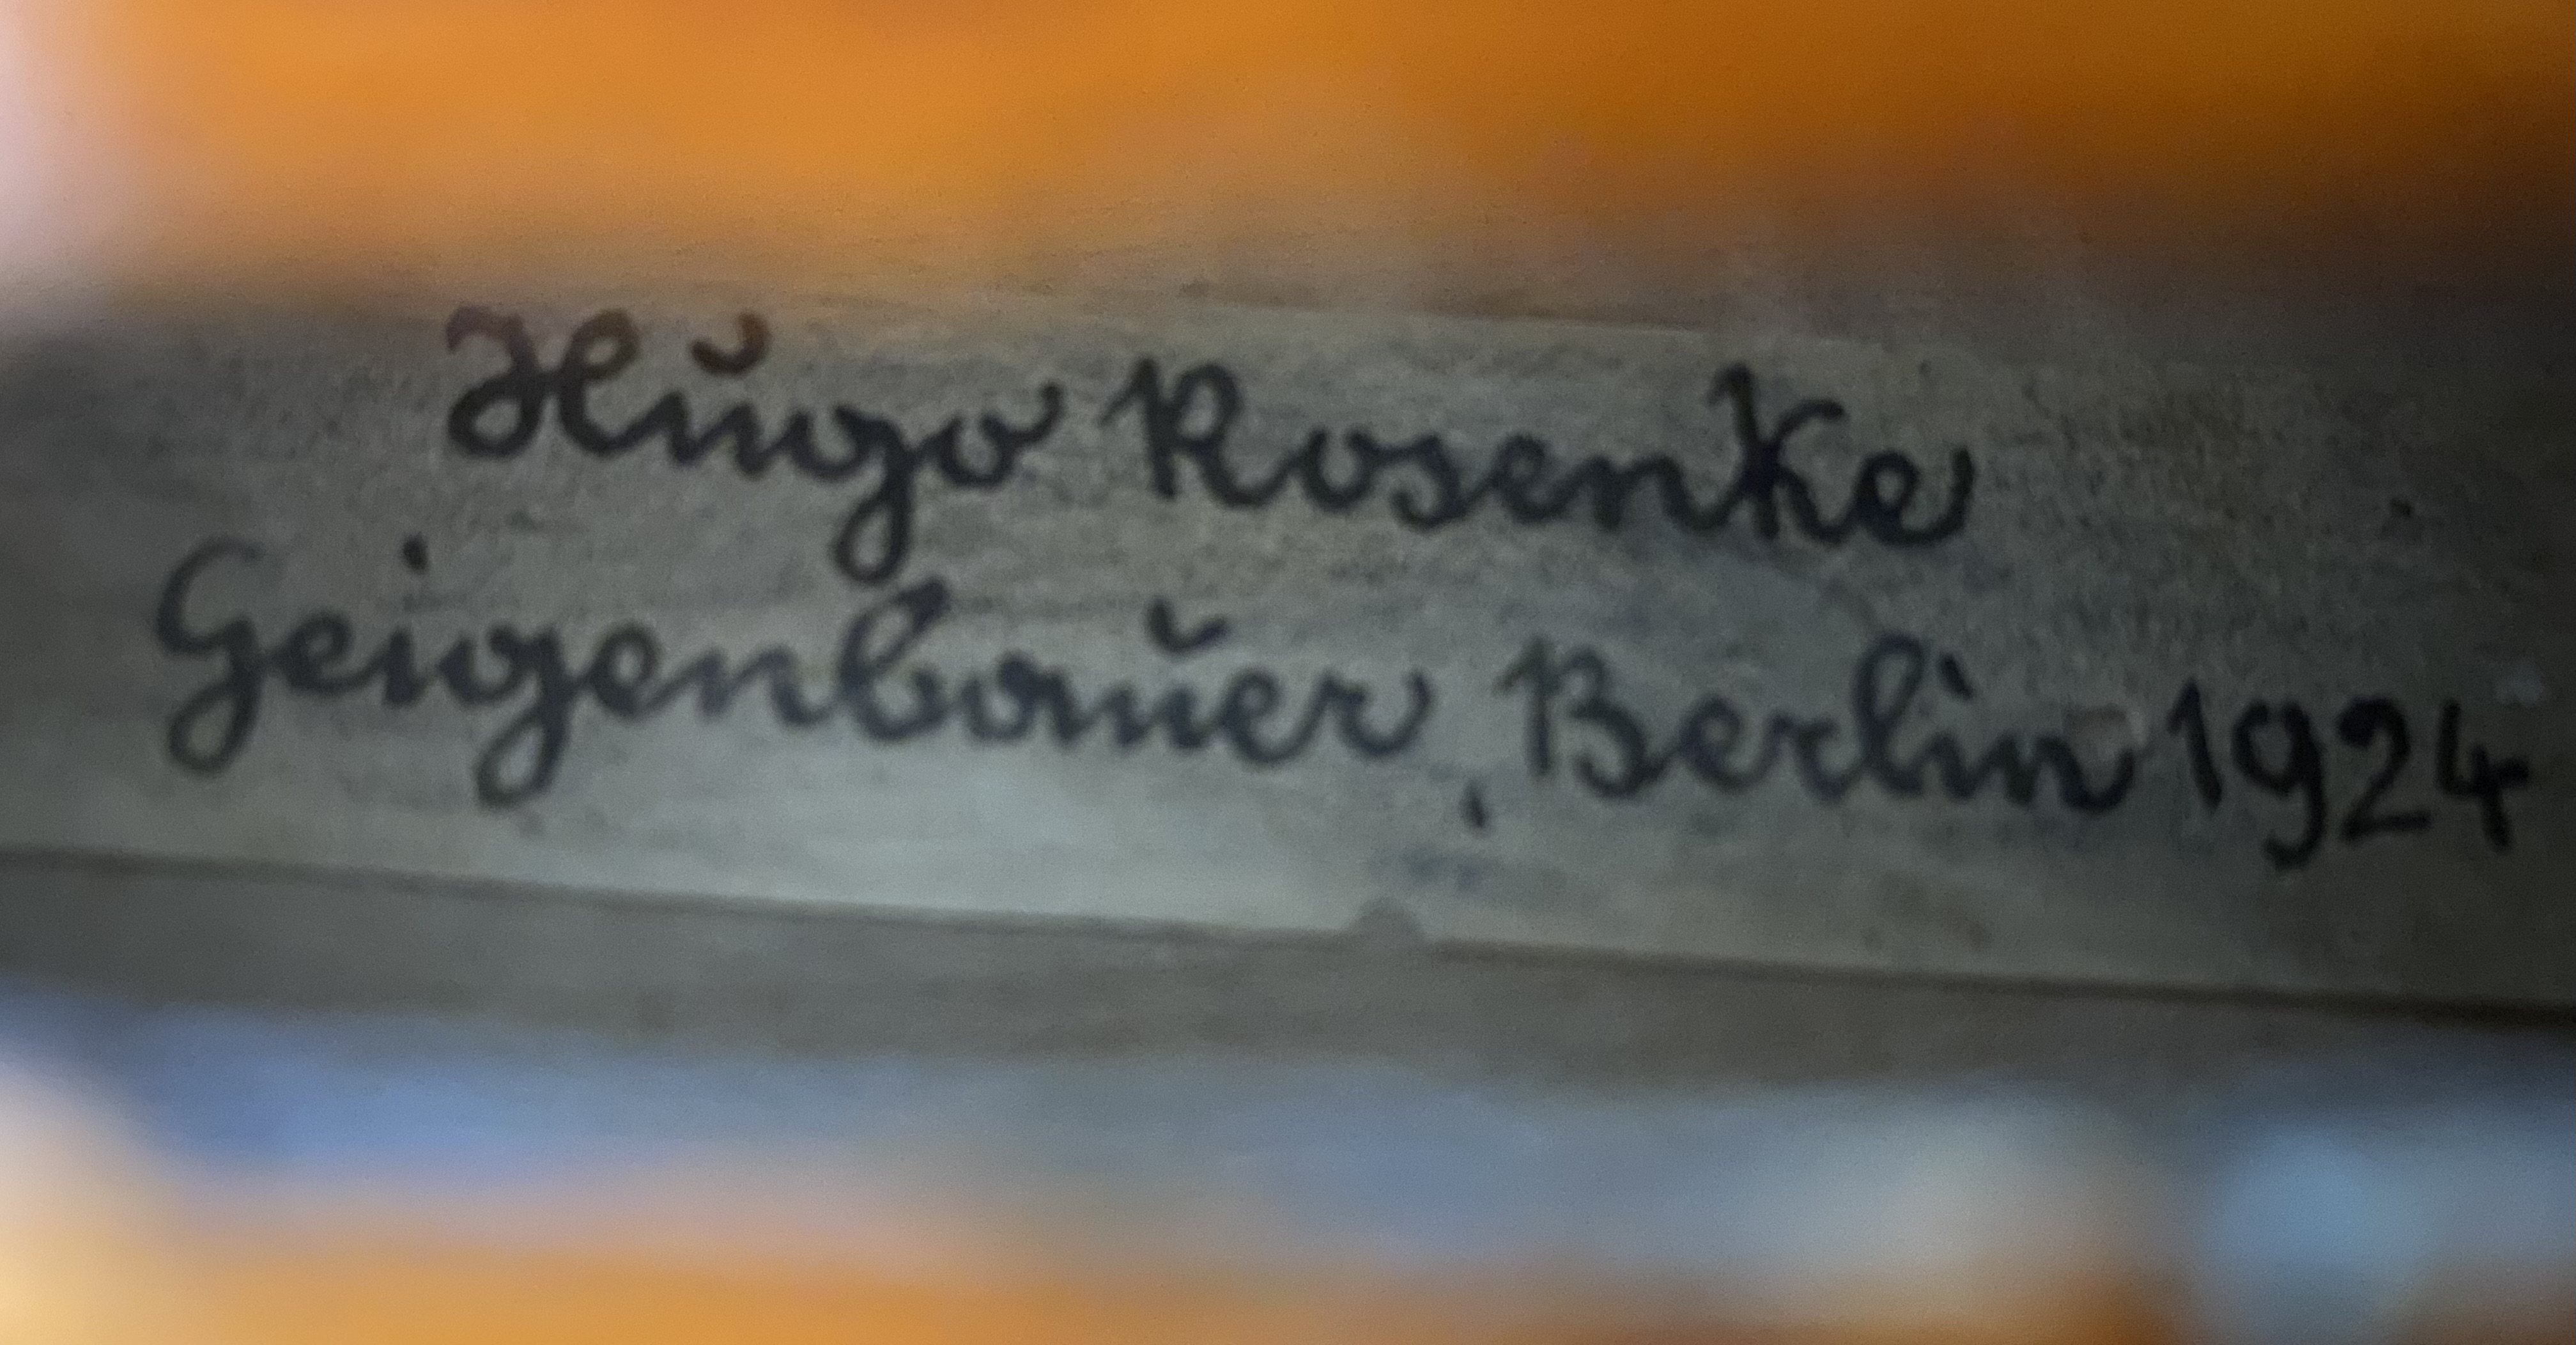 Hugo Rosenke
Geigenbauer, Berlin 1924